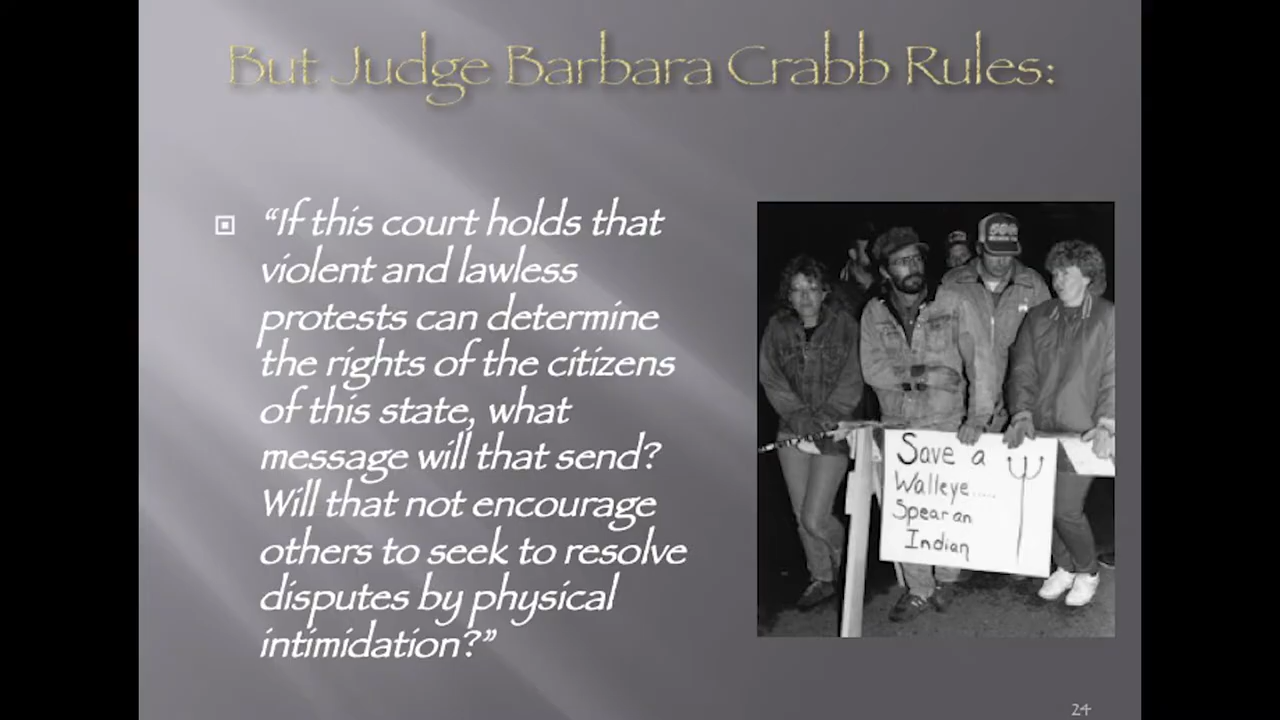 But Judge Barbara Crabb Rules:
“If this court holds that
violent and lawless
protests can determine
the rights of the citizens
of this state, what
message will that send?
Will that not encourage
others to seek to resolve
disputes by physical
intimidation?”
Save a
Walleye....
Spear an
Indian
24